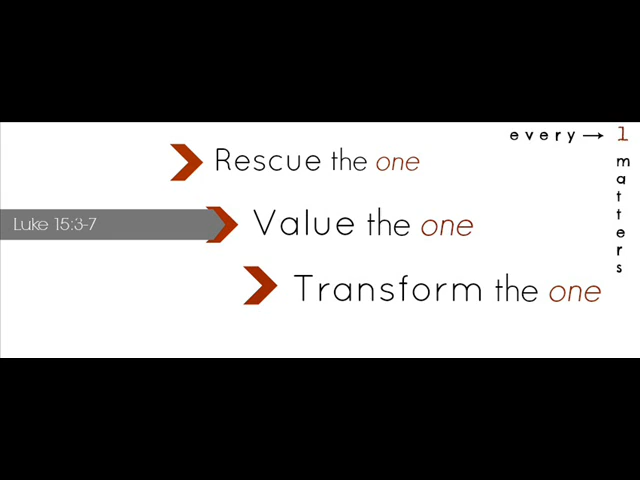 every → 1
matters
Rescue the one
Luke 15:3-7
Value the one
Transform the one